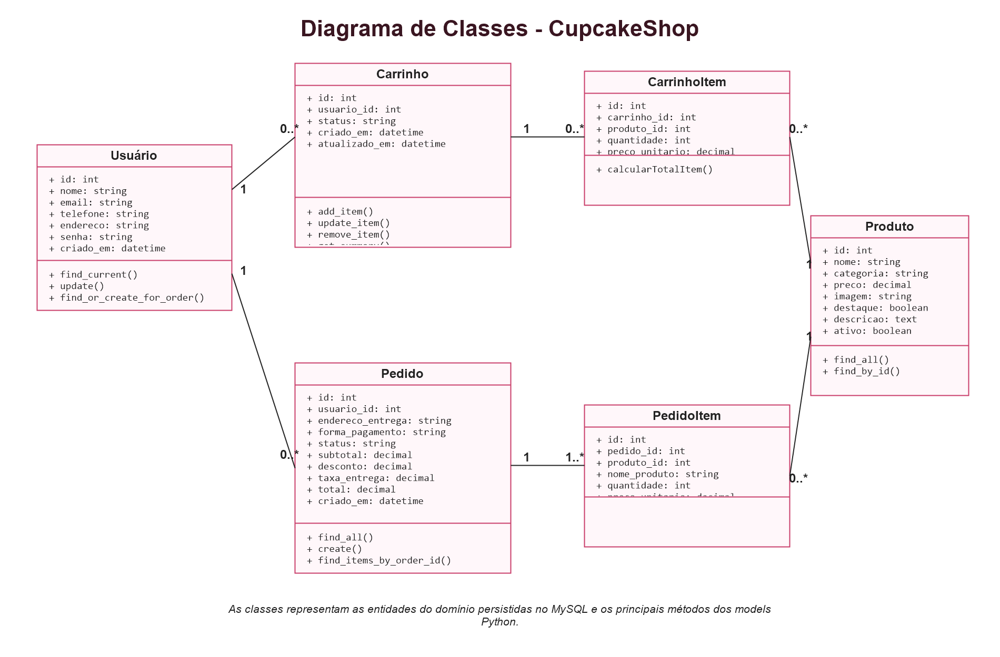 Diagrama de Classes - CupcakeShop
Usuário
+ id: int
+ nome: string
+ email: string
+ telefone: string
+ endereco: string
+ senha: string
+ criado_em: datetime
+ find_current()
+ update()
+ find_or_create_for_order()
1
1
0..*
Carrinho
+ id: int
+ usuario_id: int
+ status: string
+ criado_em: datetime
+ atualizado_em: datetime
+ add_item()
+ update_item()
+ remove_item()
1
0..*
CarrinhoItem
+ id: int
+ carrinho_id: int
+ produto_id: int
+ quantidade: int
+ preco_unitario: decimal
+ calcularTotalItem()
0..*
1
Produto
+ id: int
+ nome: string
+ categoria: string
+ preco: decimal
+ imagem: string
+ destaque: boolean
+ descricao: text
+ ativo: boolean
+ find_all()
+ find_by_id()
1
0..*
Pedido
+ id: int
+ usuario_id: int
+ endereco_entrega: string
+ forma_pagamento: string
+ status: string
+ subtotal: decimal
+ desconto: decimal
+ taxa_entrega: decimal
+ total: decimal
+ criado_em: datetime
+ find_all()
+ create()
+ find_items_by_order_id()
1
1..*
PedidoItem
+ id: int
+ pedido_id: int
+ produto_id: int
+ nome_produto: string
+ quantidade: int
0..*
As classes representam as entidades do domínio persistidas no MySQL e os principais métodos dos models
Python.